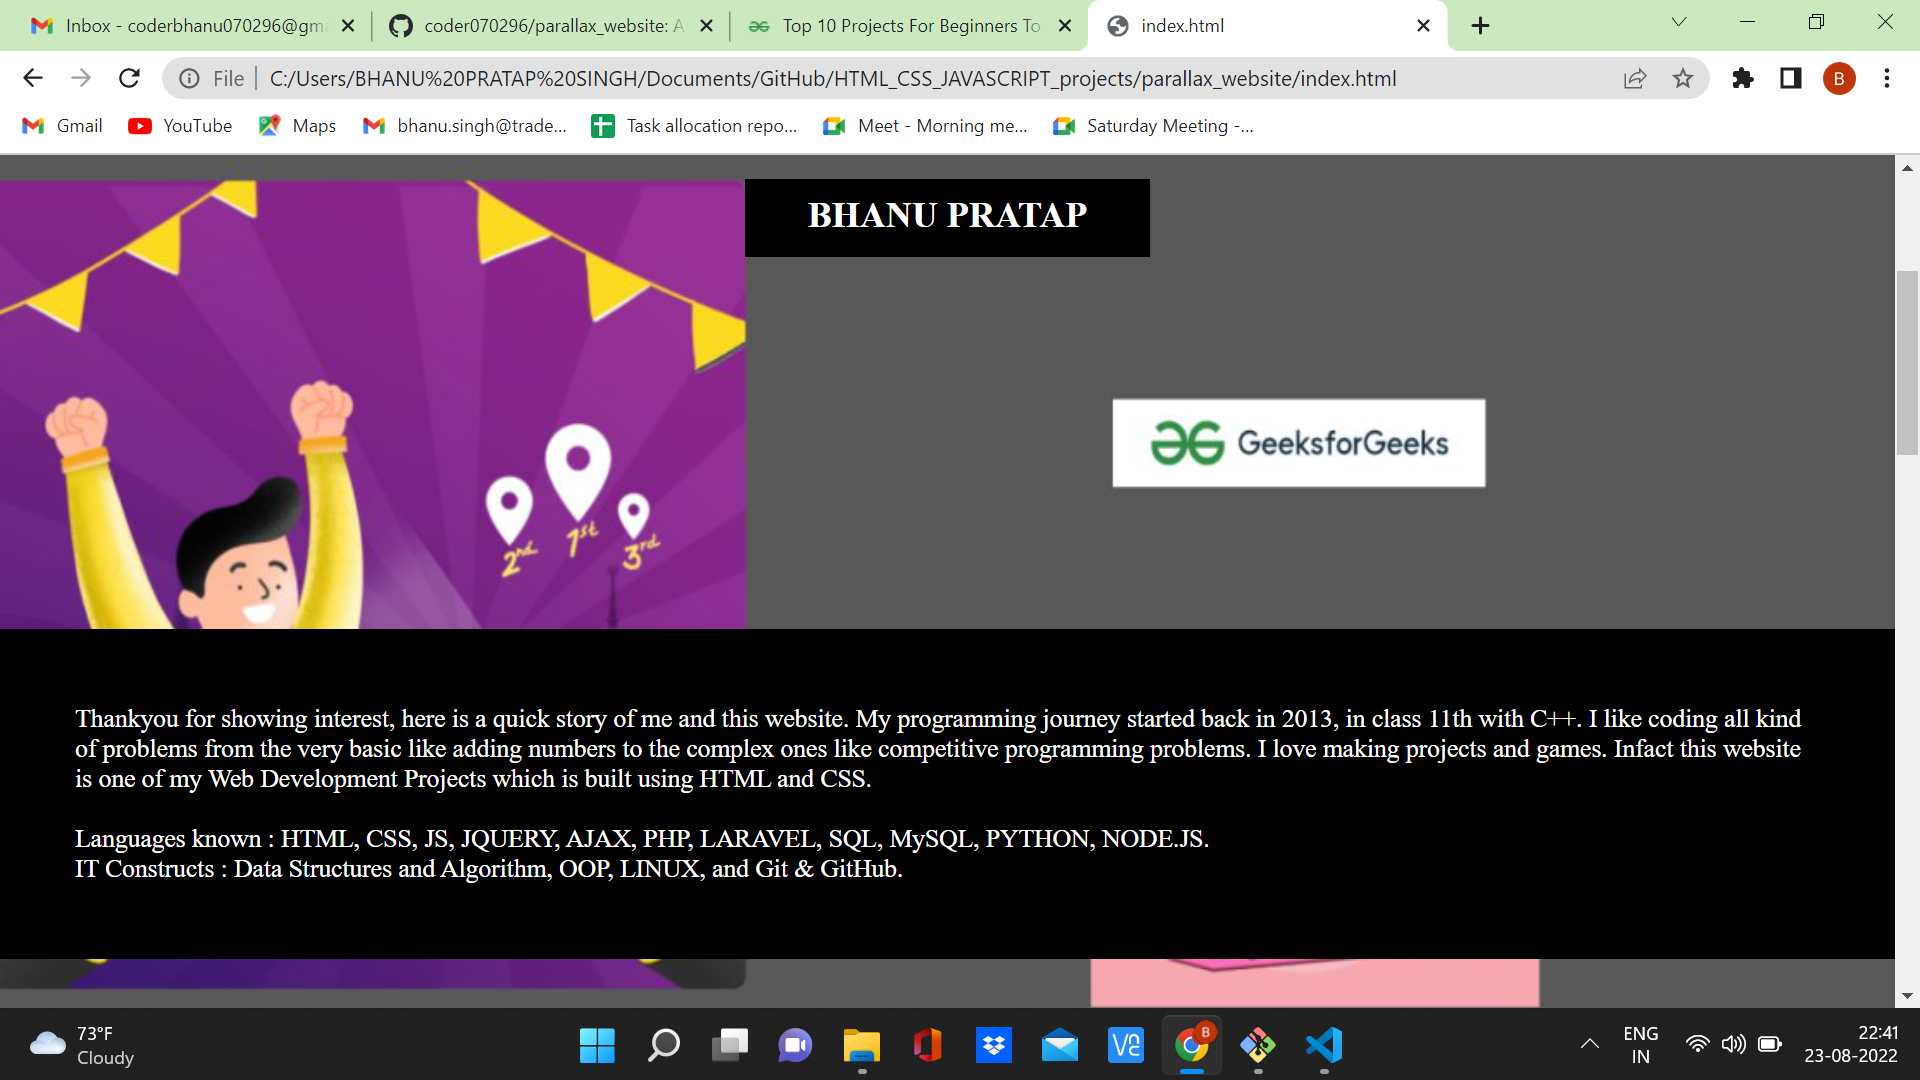 Inbox - coderbhanu070296@gma
coder070296/parallax_website: A
Top 10 Projects For Beginners To
index.html
File
C:/Users/BHANU%20PRATAP%20SINGH/Documents/GitHub/HTML_CSS_JAVASCRIPT_projects/parallax_website/index.html
B
Gmail
YouTube
Maps
bhanu.singh@trade...
Task allocation repo...
Meet - Morning me...
Saturday Meeting -...
BHANU PRATAP
GeeksforGeeks
2nd
1st
3rd
Thankyou for showing interest, here is a quick story of me and this website. My programming journey started back in 2013, in class 11th with C++. I like coding all kind
of problems from the very basic like adding numbers to the complex ones like competitive programming problems. I love making projects and games. Infact this website
is one of my Web Development Projects which is built using HTML and CSS.
Languages known : HTML, CSS, JS, JQUERY, AJAX, PHP, LARAVEL, SQL, MySQL, PYTHON, NODE.JS.
IT Constructs : Data Structures and Algorithm, OOP, LINUX, and Git & GitHub.
73°F
Cloudy
B
ENG
IN
22:41
23-08-2022